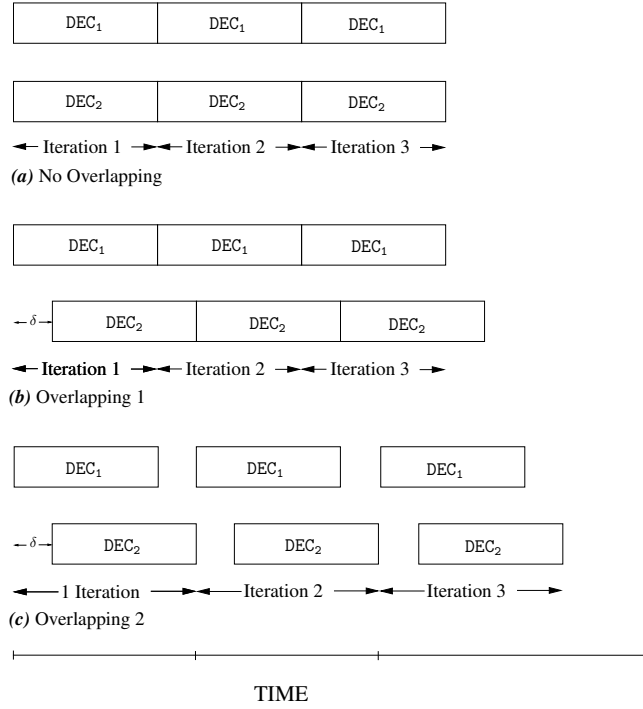 DEC₁ DEC₁ DEC₁
DEC₂ DEC₂ DEC₂
Iteration 1 Iteration 2 Iteration 3
(a) No Overlapping
DEC₁ DEC₁ DEC₁
δ DEC₂ DEC₂ DEC₂
Iteration 1 Iteration 2 Iteration 3
(b) Overlapping 1
DEC₁ DEC₁ DEC₁
δ DEC₂ DEC₂ DEC₂
1 Iteration Iteration 2 Iteration 3
(c) Overlapping 2
TIME